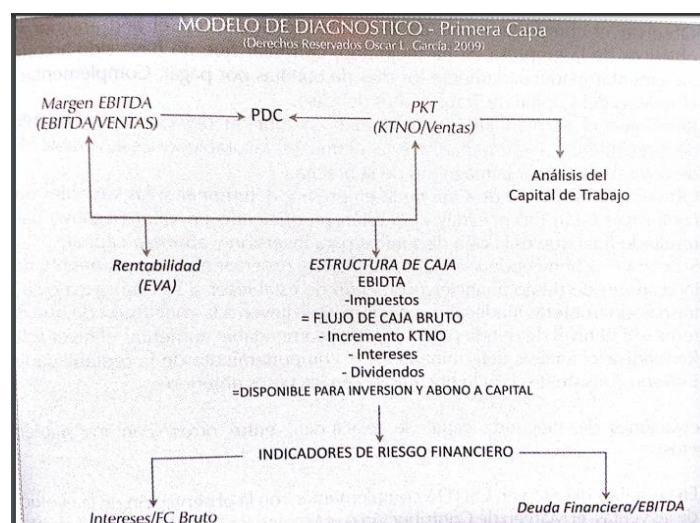 MODELO DE DIAGNOSTICO - Primera Capa
(Derechos Reservados Oscar L. García. 2009)
Margen EBITDA
(EBITDA/VENTAS)
PDC
PKT
(KTNO/Ventas)
Análisis del
Capital de Trabajo
Rentabilidad
(EVA)
ESTRUCTURA DE CAJA
EBIDTA
-Impuestos
= FLUJO DE CAJA BRUTO
- Incremento KTNO
- Intereses
- Dividendos
=DISPONIBLE PARA INVERSION Y ABONO A CAPITAL
INDICADORES DE RIESGO FINANCIERO
Intereses/FC Bruto
Deuda Financiera/EBITDA